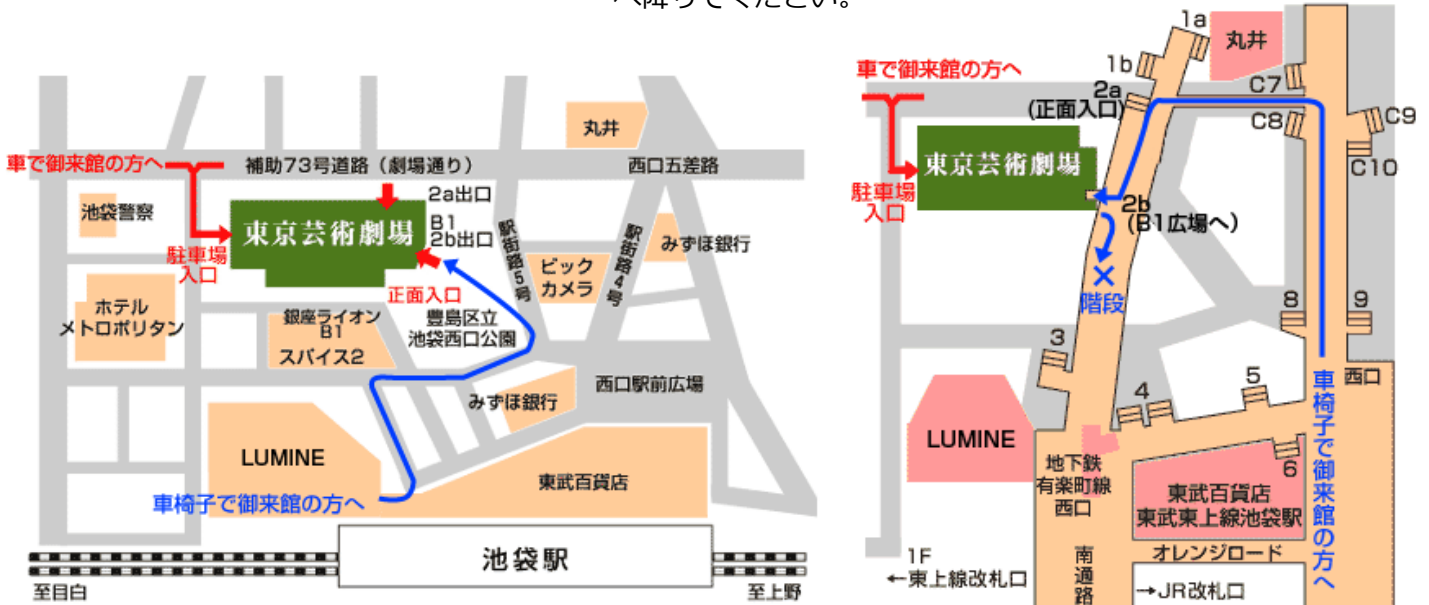 へ降りてください。
丸井
車で御来館の方へ
補助73号道路（劇場通り）
西口五差路
池袋警察
2a出口
東京芸術劇場
B1
2b出口
駐車場
入口
正面入口
駅街路5号
駅街路4号
みずほ銀行
ビック
カメラ
ホテル
メトロポリタン
銀座ライオン
B1
スパイス2
豊島区立
池袋西口公園
西口駅前広場
みずほ銀行
LUMINE
東武百貨店
車椅子で御来館の方へ
池袋駅
至目白
至上野
1a
丸井
1b
車で御来館の方へ
C7
2a
(正面入口)
C8
C9
C10
東京芸術劇場
駐車場
入口
2b
(B1広場へ)
階段
8
9
3
西口
5
4
車椅子で御来館の方へ
LUMINE
6
地下鉄
有楽町線
西口
東武百貨店
東武東上線池袋駅
オレンジロード
1F
←東上線改札口
南通路
→JR改札口